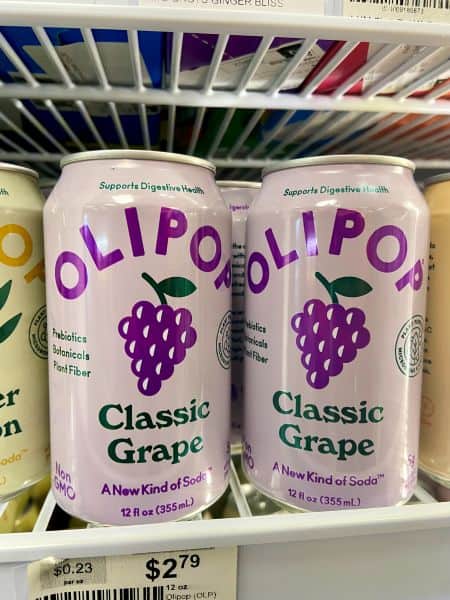 GINGER BLISS
Supports Digestive Health
OLIPOP
Prebiotics
Botanicals
Plant Fiber
Classic
Grape
Non
GMO
A New Kind of Soda™
12 fl oz (355 mL)
Supports Digestive Health
OLIPOP
Prebiotics
Botanicals
Plant Fiber
Classic
Grape
A New Kind of Soda™
12 fl oz (355 mL)
$0.23
per oz
$2.79
12 oz
Olipop (OLP)